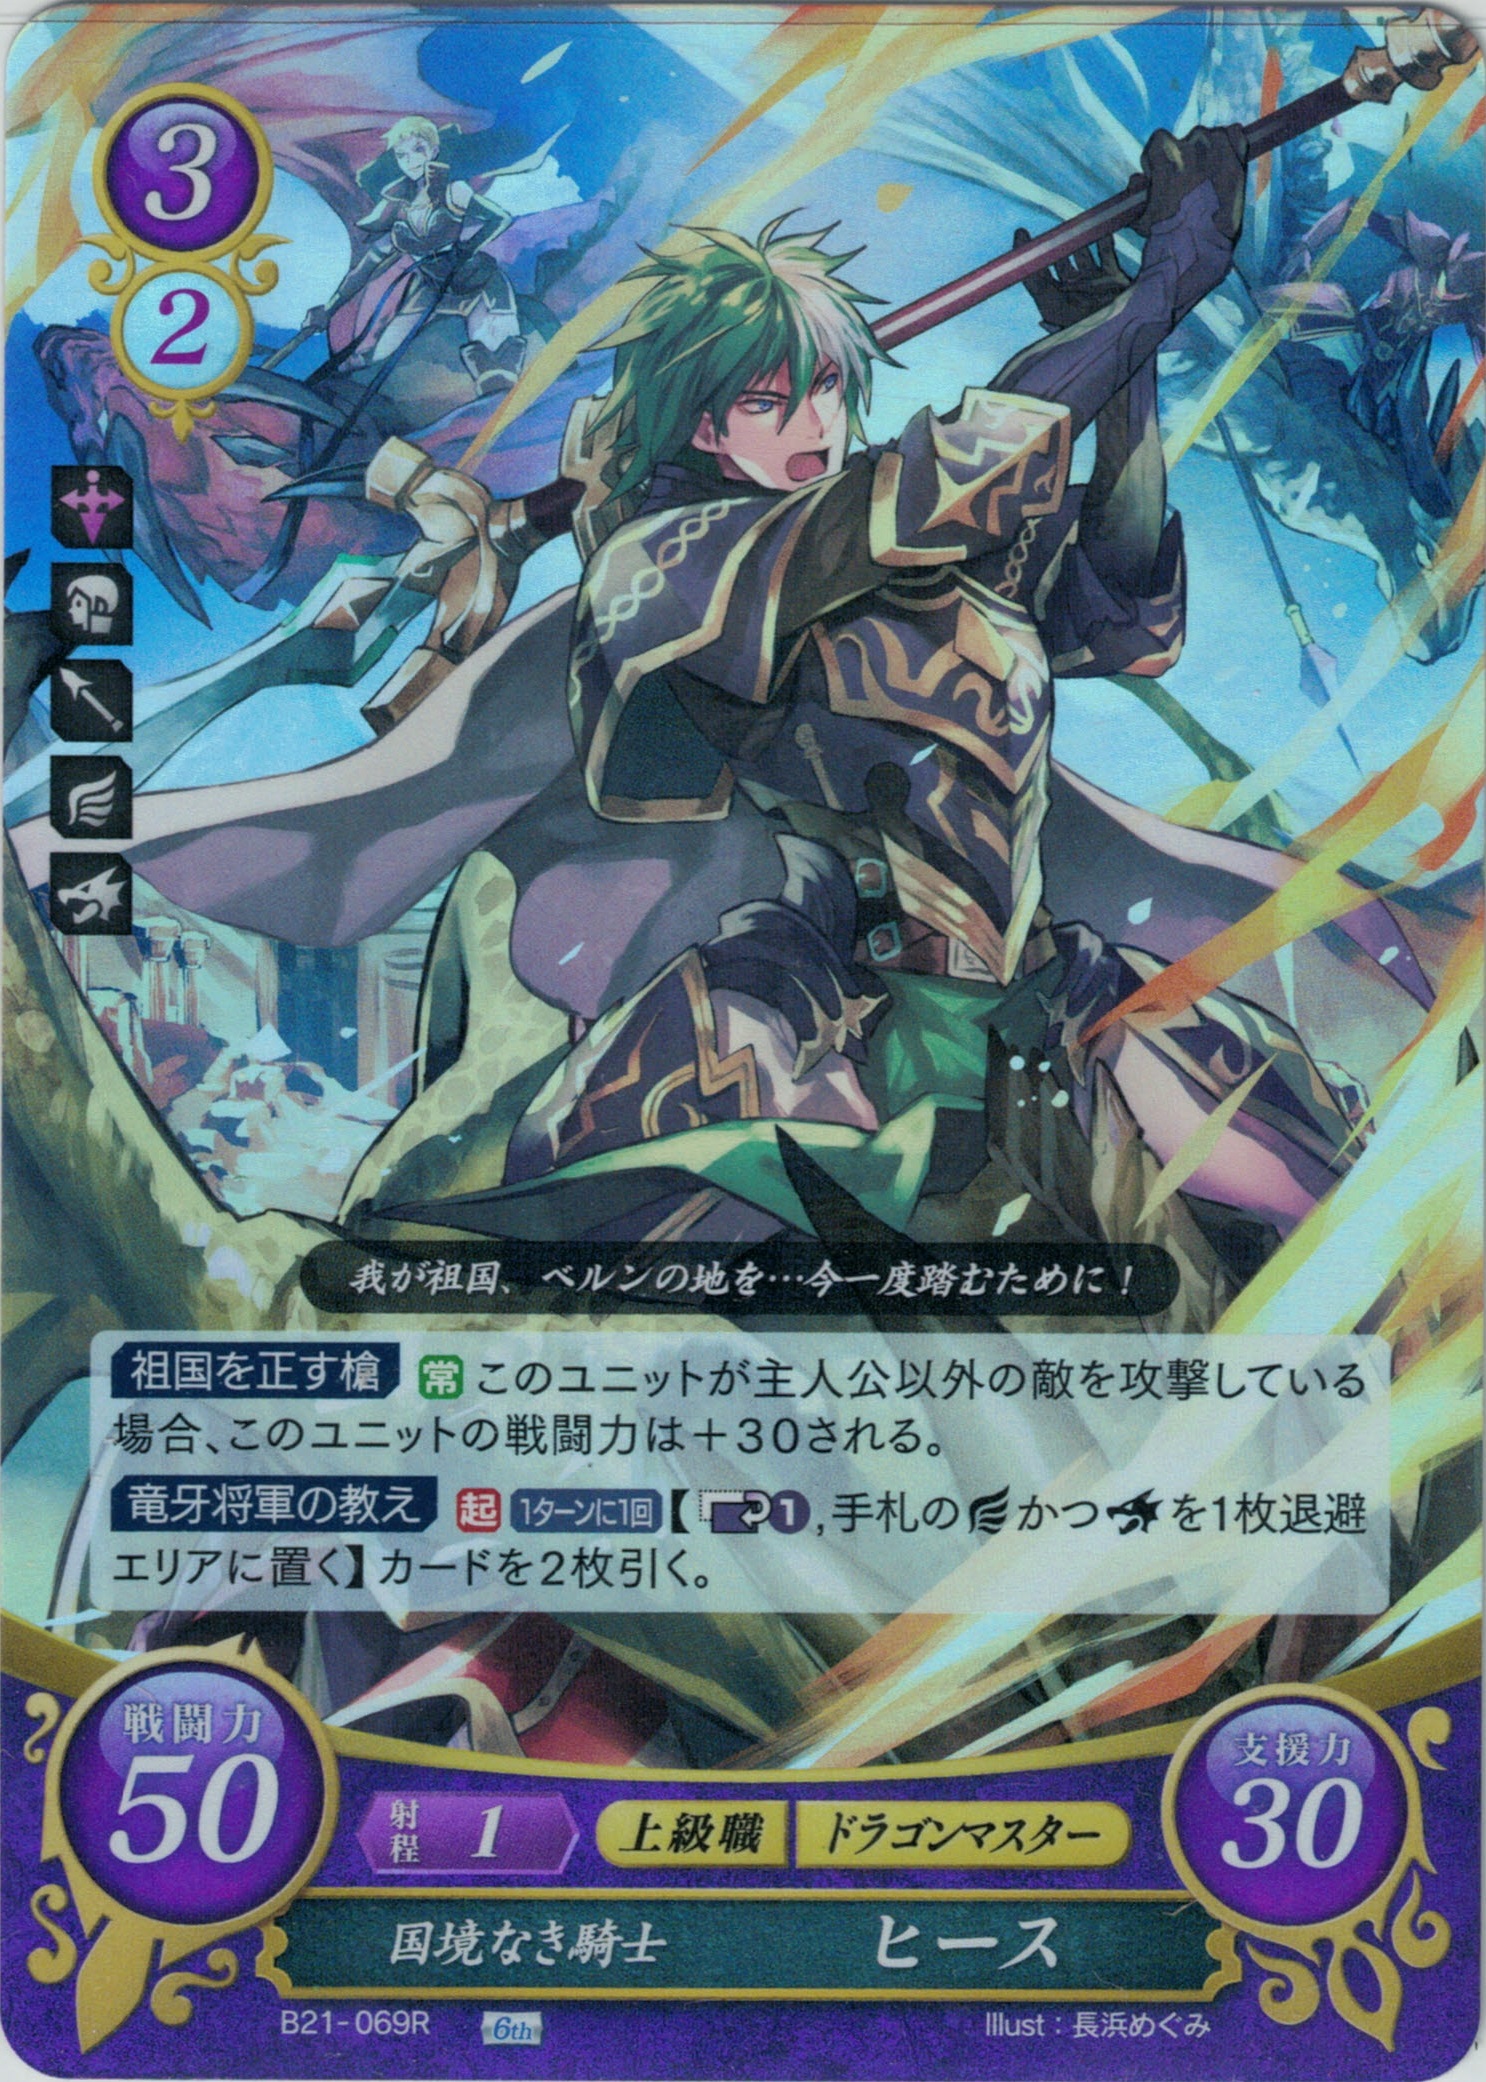 3
2
我が祖国、ベルンの地を…今一度踏むために!
祖国を正す槍 常 このユニットが主人公以外の敵を攻撃している
場合、このユニットの戦闘力は+30される。
竜牙将軍の教え 起 1ターンに1回【1,手札のかつを1枚退避
エリアに置く】カードを2枚引く。
戦闘力
50
射程 1
上級職 ドラゴンマスター
支援力
30
国境なき騎士 ヒース
B21-069R 6th Illust:長浜めぐみ